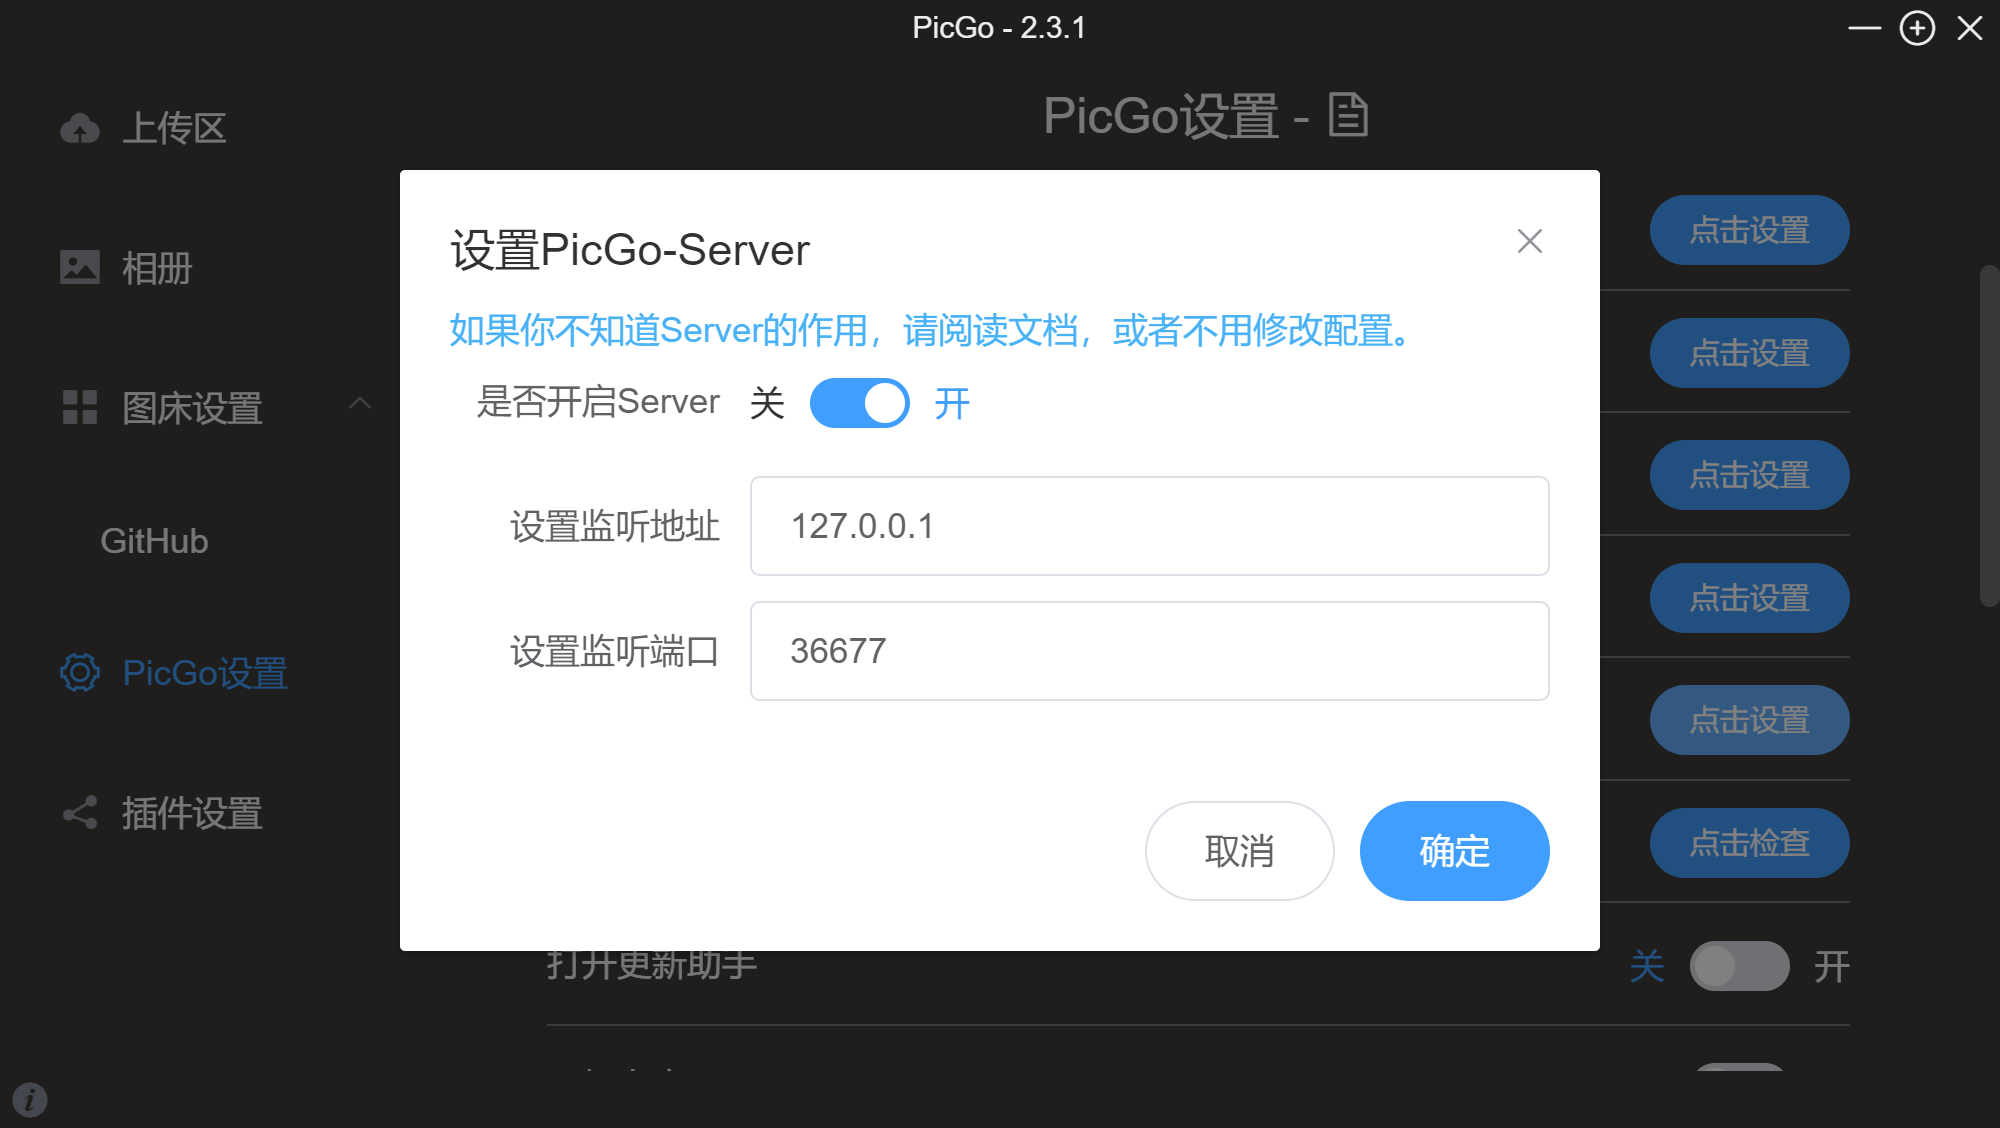 PicGo - 2.3.1
上传区
相册
图床设置
GitHub
PicGo设置
插件设置
PicGo设置 -
点击设置
点击设置
点击设置
点击设置
点击设置
点击检查
设置PicGo-Server
如果你不知道Server的作用，请阅读文档，或者不用修改配置。
是否开启Server 关 开
设置监听地址 127.0.0.1
设置监听端口 36677
取消 确定
打开更新助手 关 开